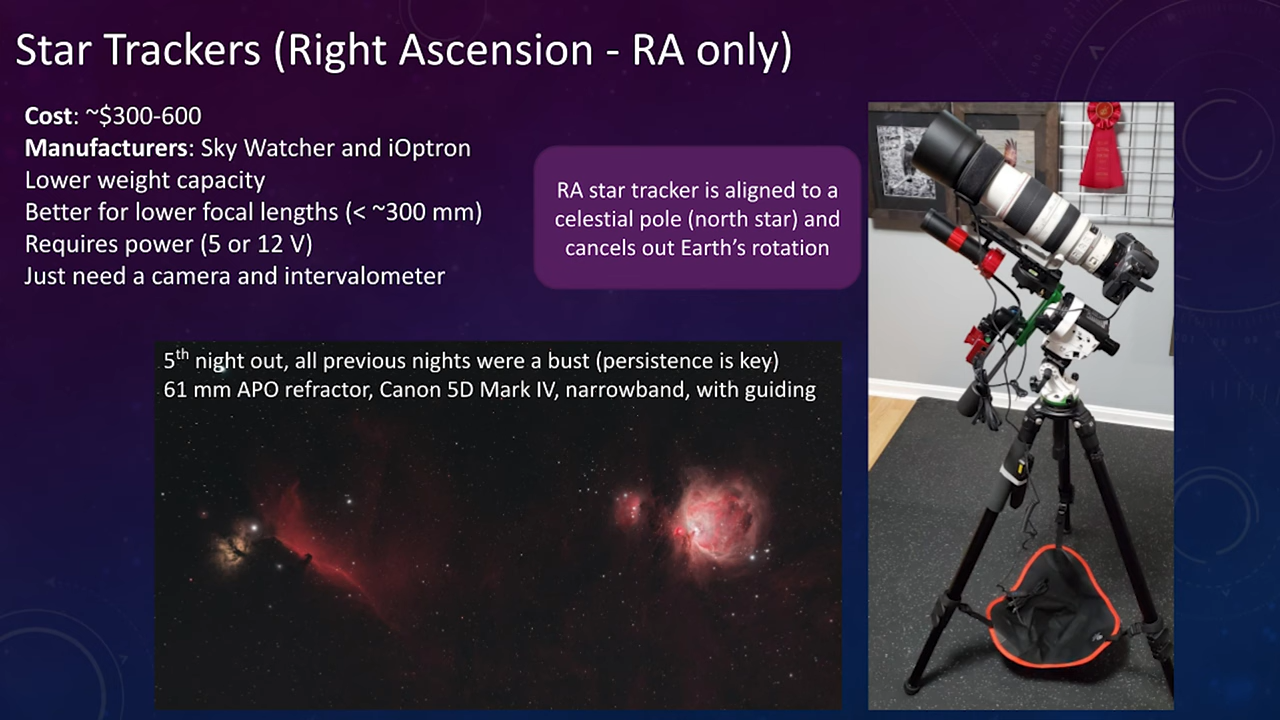 Star Trackers (Right Ascension - RA only)
Cost: ~$300-600
Manufacturers: Sky Watcher and iOptron
Lower weight capacity
Better for lower focal lengths (< ~300 mm)
Requires power (5 or 12 V)
Just need a camera and intervalometer
RA star tracker is aligned to a
celestial pole (north star) and
cancels out Earth’s rotation
5th night out, all previous nights were a bust (persistence is key)
61 mm APO refractor, Canon 5D Mark IV, narrowband, with guiding